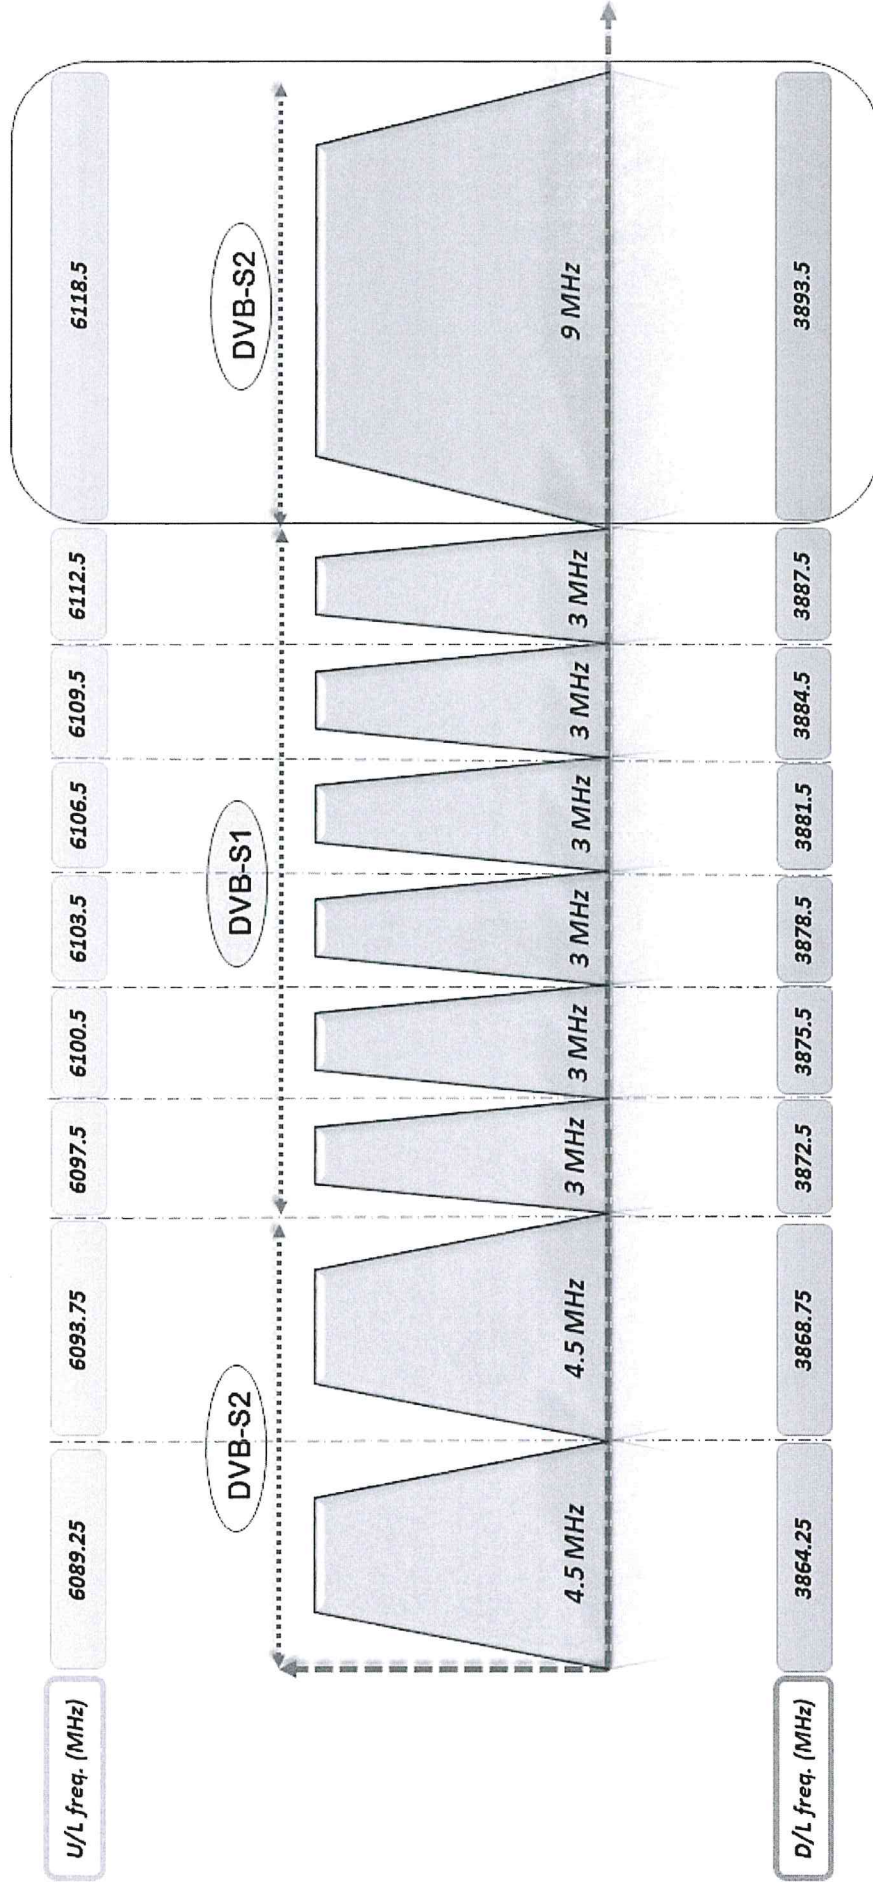 U/L freq. (MHz)
6089.25
6093.75
6097.5
6100.5
6103.5
6106.5
6109.5
6112.5
6118.5
DVB-S2
DVB-S1
DVB-S2
4.5 MHz
4.5 MHz
3 MHz
3 MHz
3 MHz
3 MHz
3 MHz
3 MHz
9 MHz
D/L freq. (MHz)
3864.25
3868.75
3872.5
3875.5
3878.5
3881.5
3884.5
3887.5
3893.5